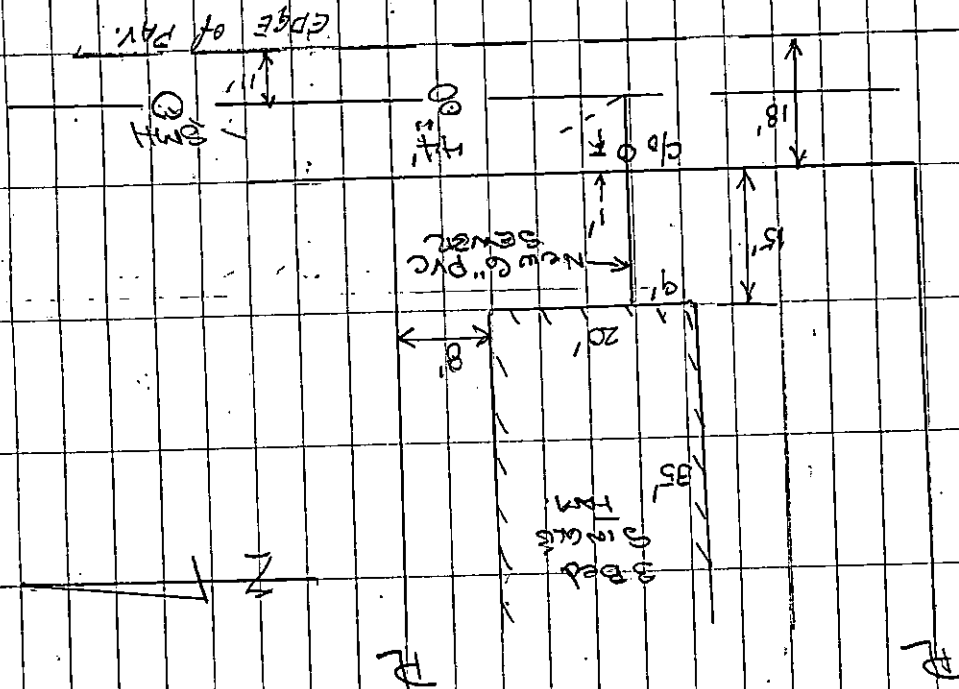 PL
PL
3 Bed
Single
FAM
N
35'
20'
8'
6'
15'
New 6" PVC
SEWER
1'
c/o
SMH
18'
11'
EDGE of PAV.